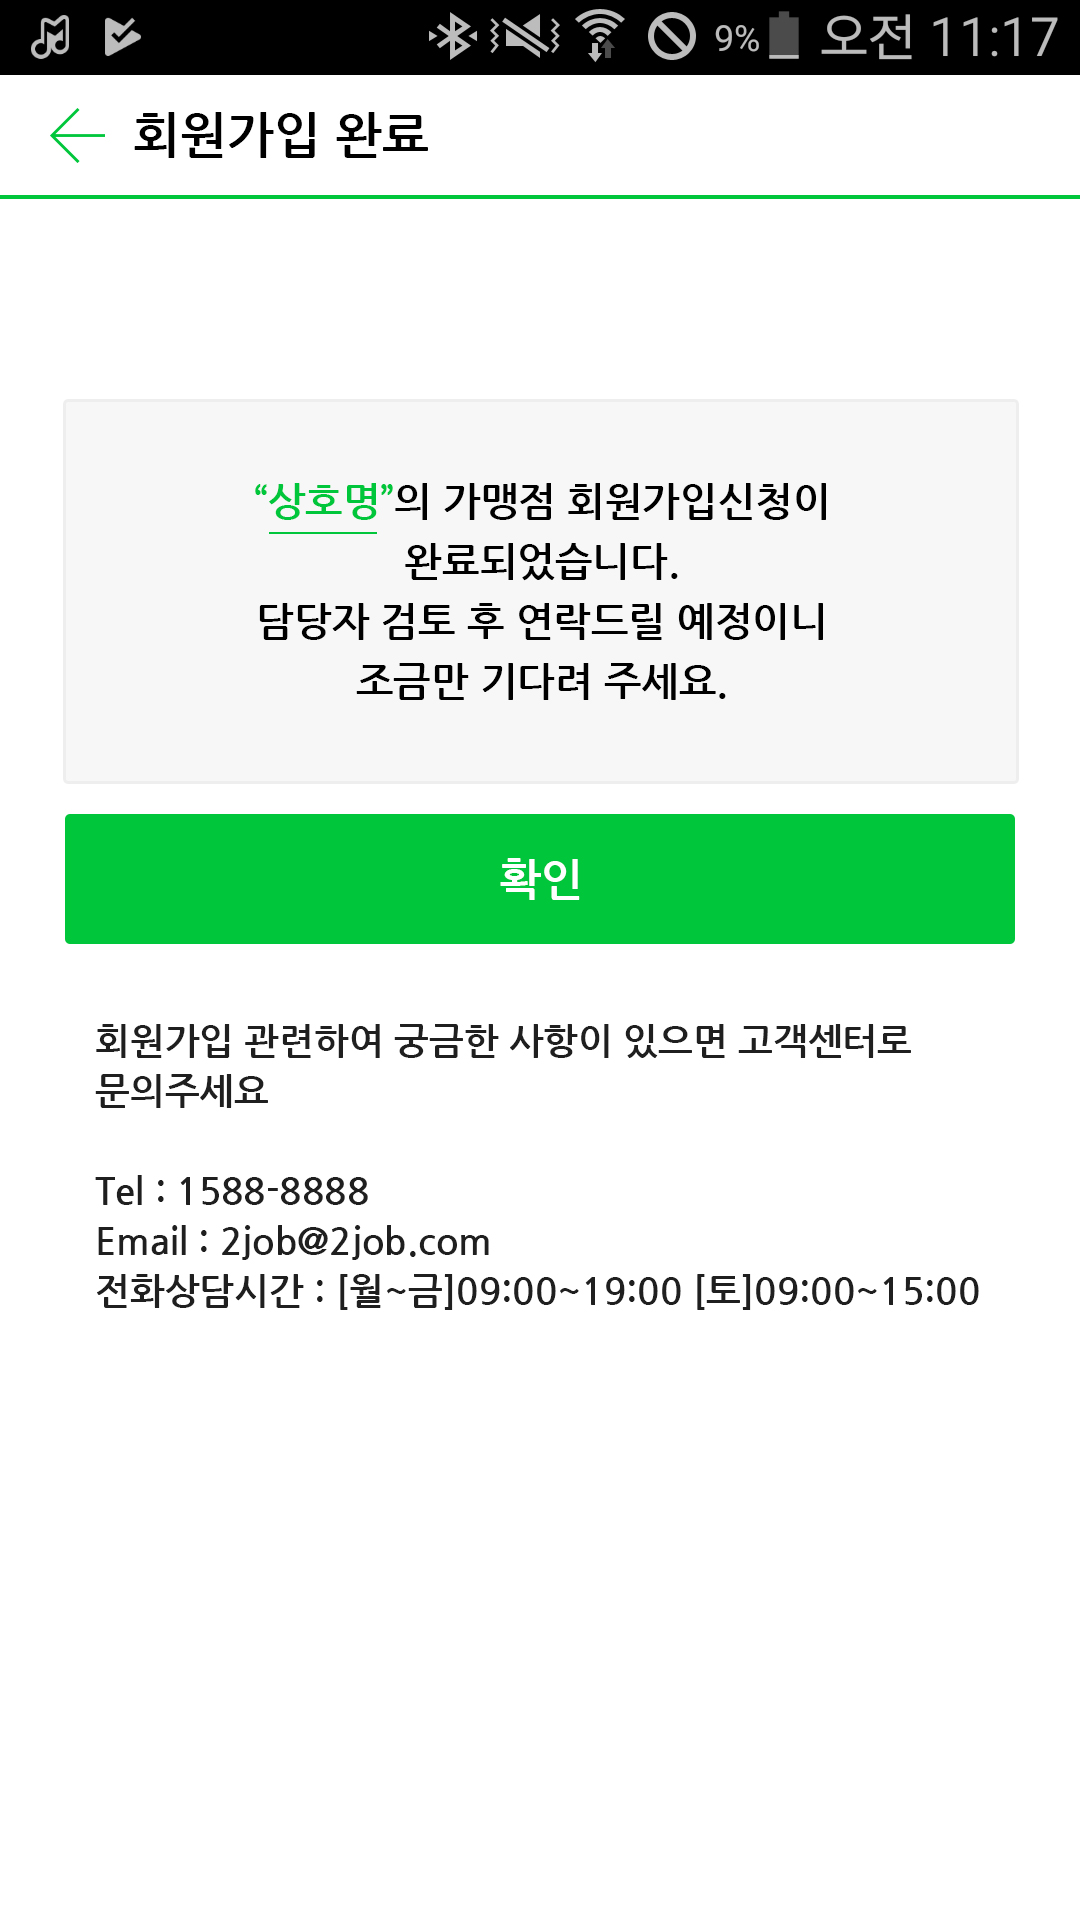 9% 오전 11:17
회원가입 완료
“상호명”의 가맹점 회원가입신청이
완료되었습니다.
담당자 검토 후 연락드릴 예정이니
조금만 기다려 주세요.
확인
회원가입 관련하여 궁금한 사항이 있으면 고객센터로
문의주세요
Tel : 1588-8888
Email : 2job@2job.com
전화상담시간 : [월~금]09:00~19:00 [토]09:00~15:00